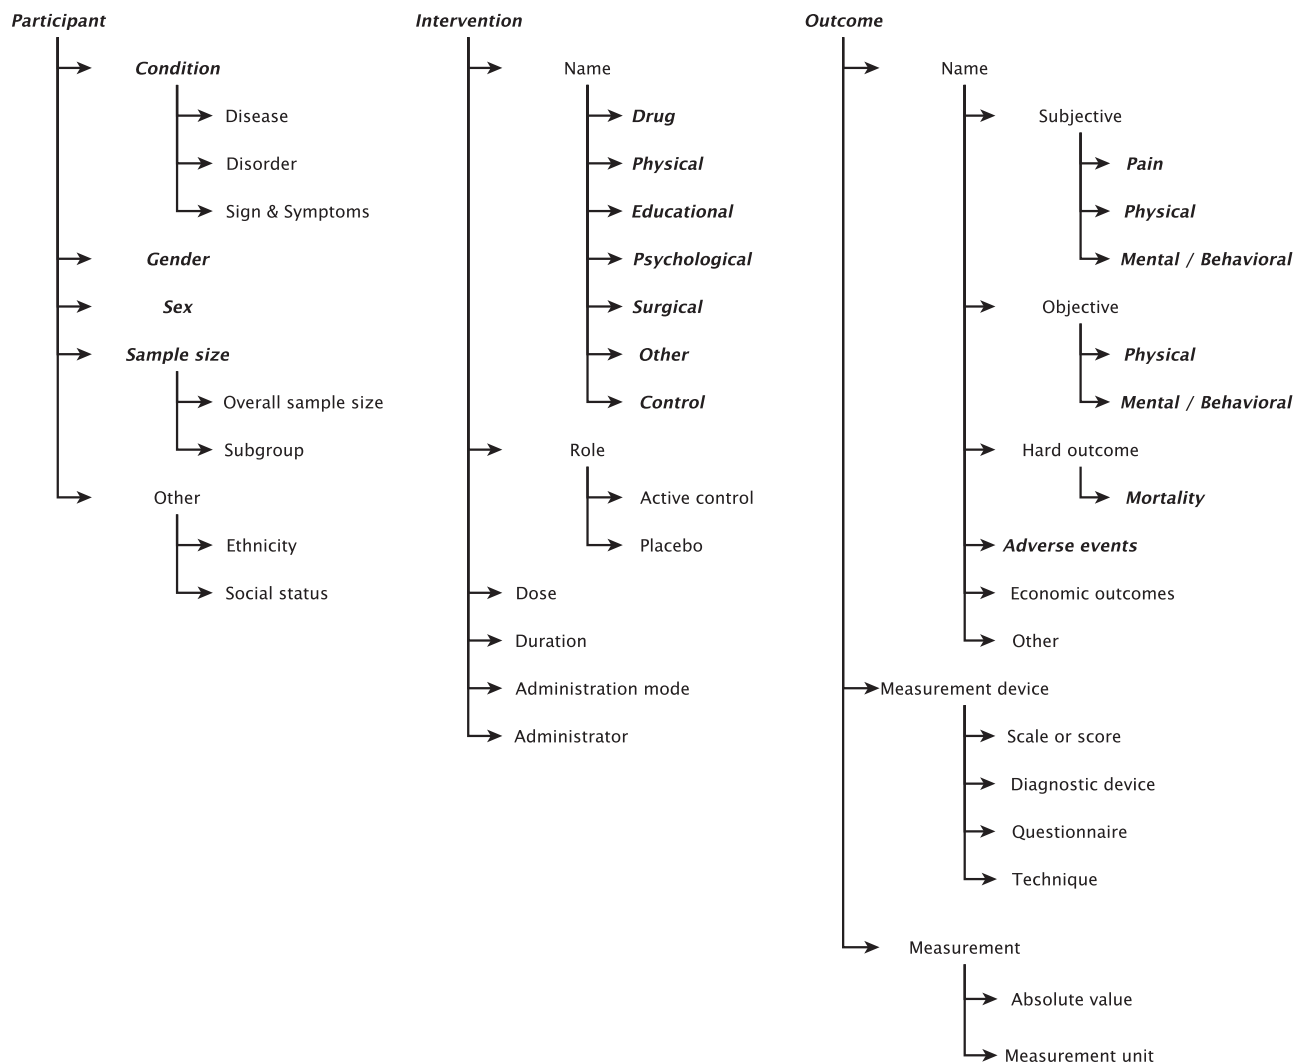 Participant
Condition
Disease
Disorder
Sign & Symptoms
Gender
Sex
Sample size
Overall sample size
Subgroup
Other
Ethnicity
Social status
Intervention
Name
Drug
Physical
Educational
Psychological
Surgical
Other
Control
Role
Active control
Placebo
Dose
Duration
Administration mode
Administrator
Outcome
Name
Subjective
Pain
Physical
Mental / Behavioral
Objective
Physical
Mental / Behavioral
Hard outcome
Mortality
Adverse events
Economic outcomes
Other
Measurement device
Scale or score
Diagnostic device
Questionnaire
Technique
Measurement
Absolute value
Measurement unit